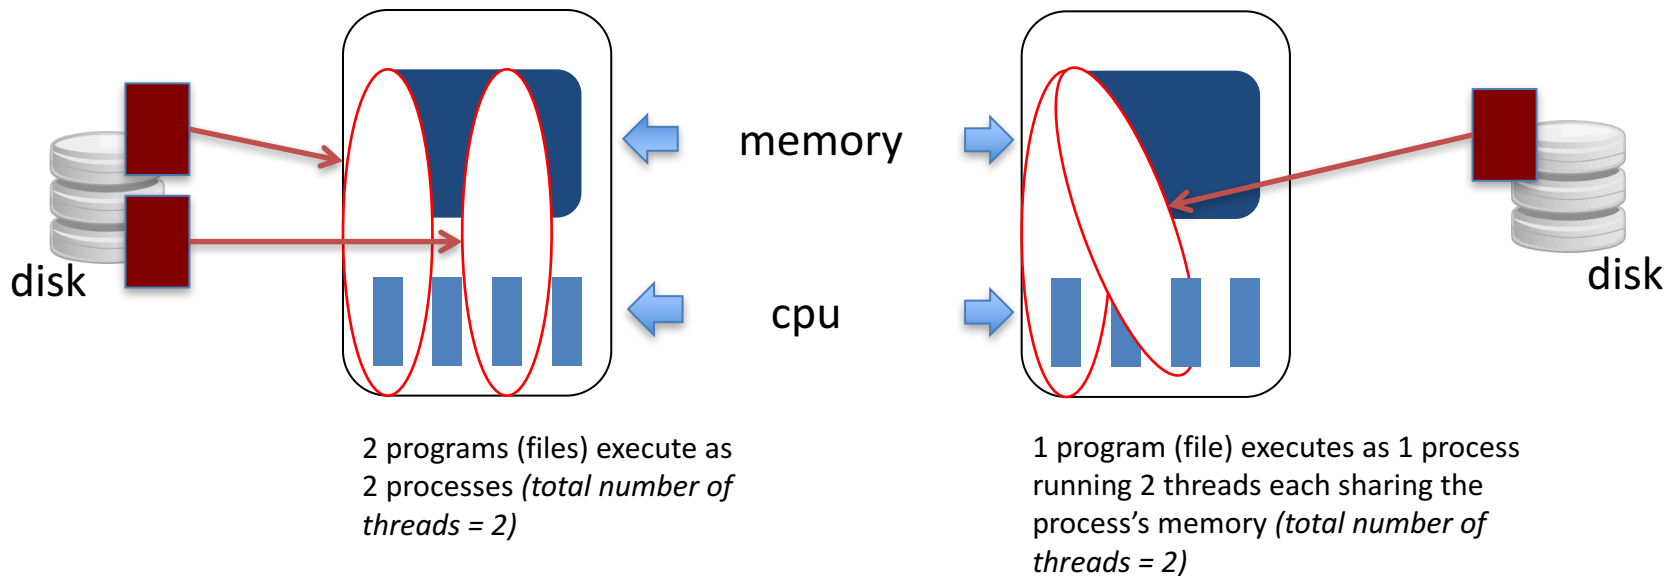 memory
disk
disk
cpu
2 programs (files) execute as
2 processes (total number of
threads = 2)
1 program (file) executes as 1 process
running 2 threads each sharing the
process’s memory (total number of
threads = 2)